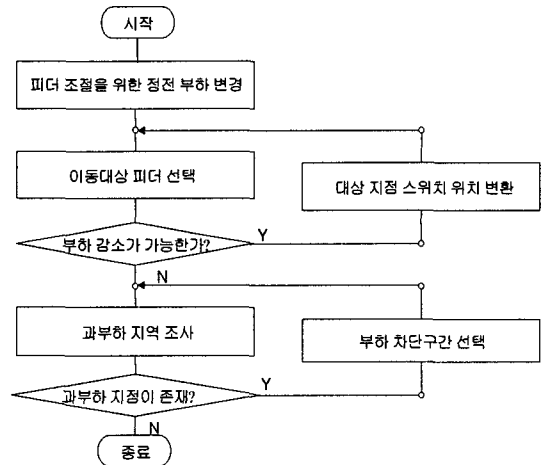 시작
피더 조절을 위한 정전 부하 변경
이동대상 피더 선택
대상 지점 스위치 위치 변환
부하 감소가 가능한가?
Y
N
과부하 지역 조사
부하 차단구간 선택
과부하 지점이 존재?
Y
N
종료